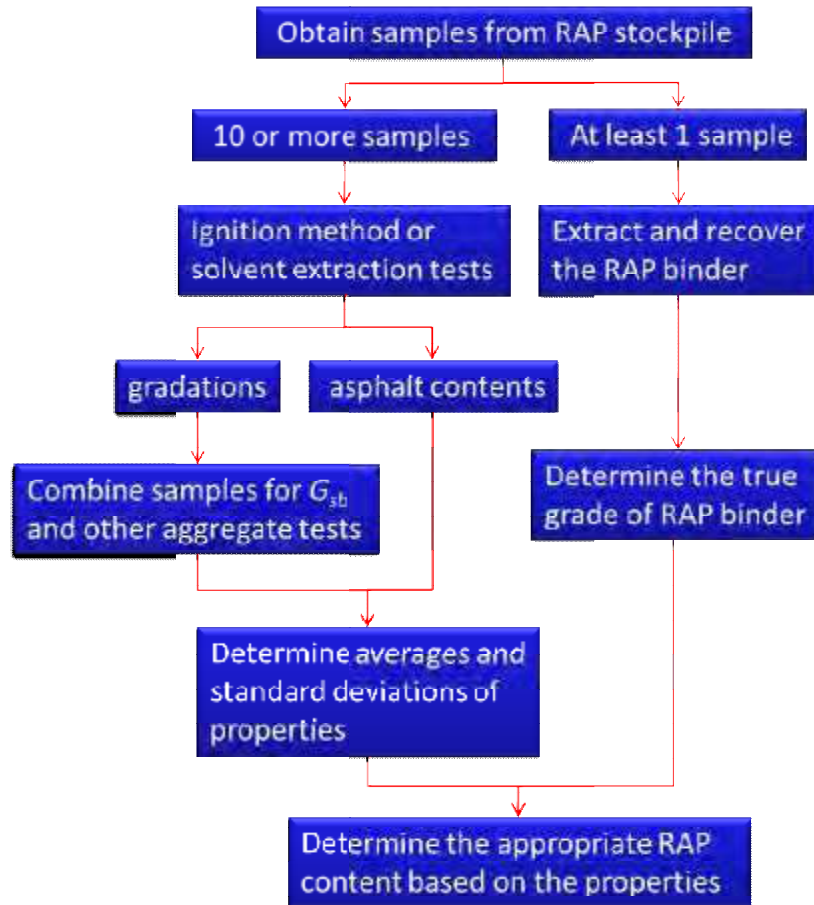 Obtain samples from RAP stockpile
10 or more samples
At least 1 sample
Ignition method or
solvent extraction tests
Extract and recover
the RAP binder
gradations
asphalt contents
Combine samples for Gsb
and other aggregate tests
Determine the true
grade of RAP binder
Determine averages and
standard deviations of
properties
Determine the appropriate RAP
content based on the properties